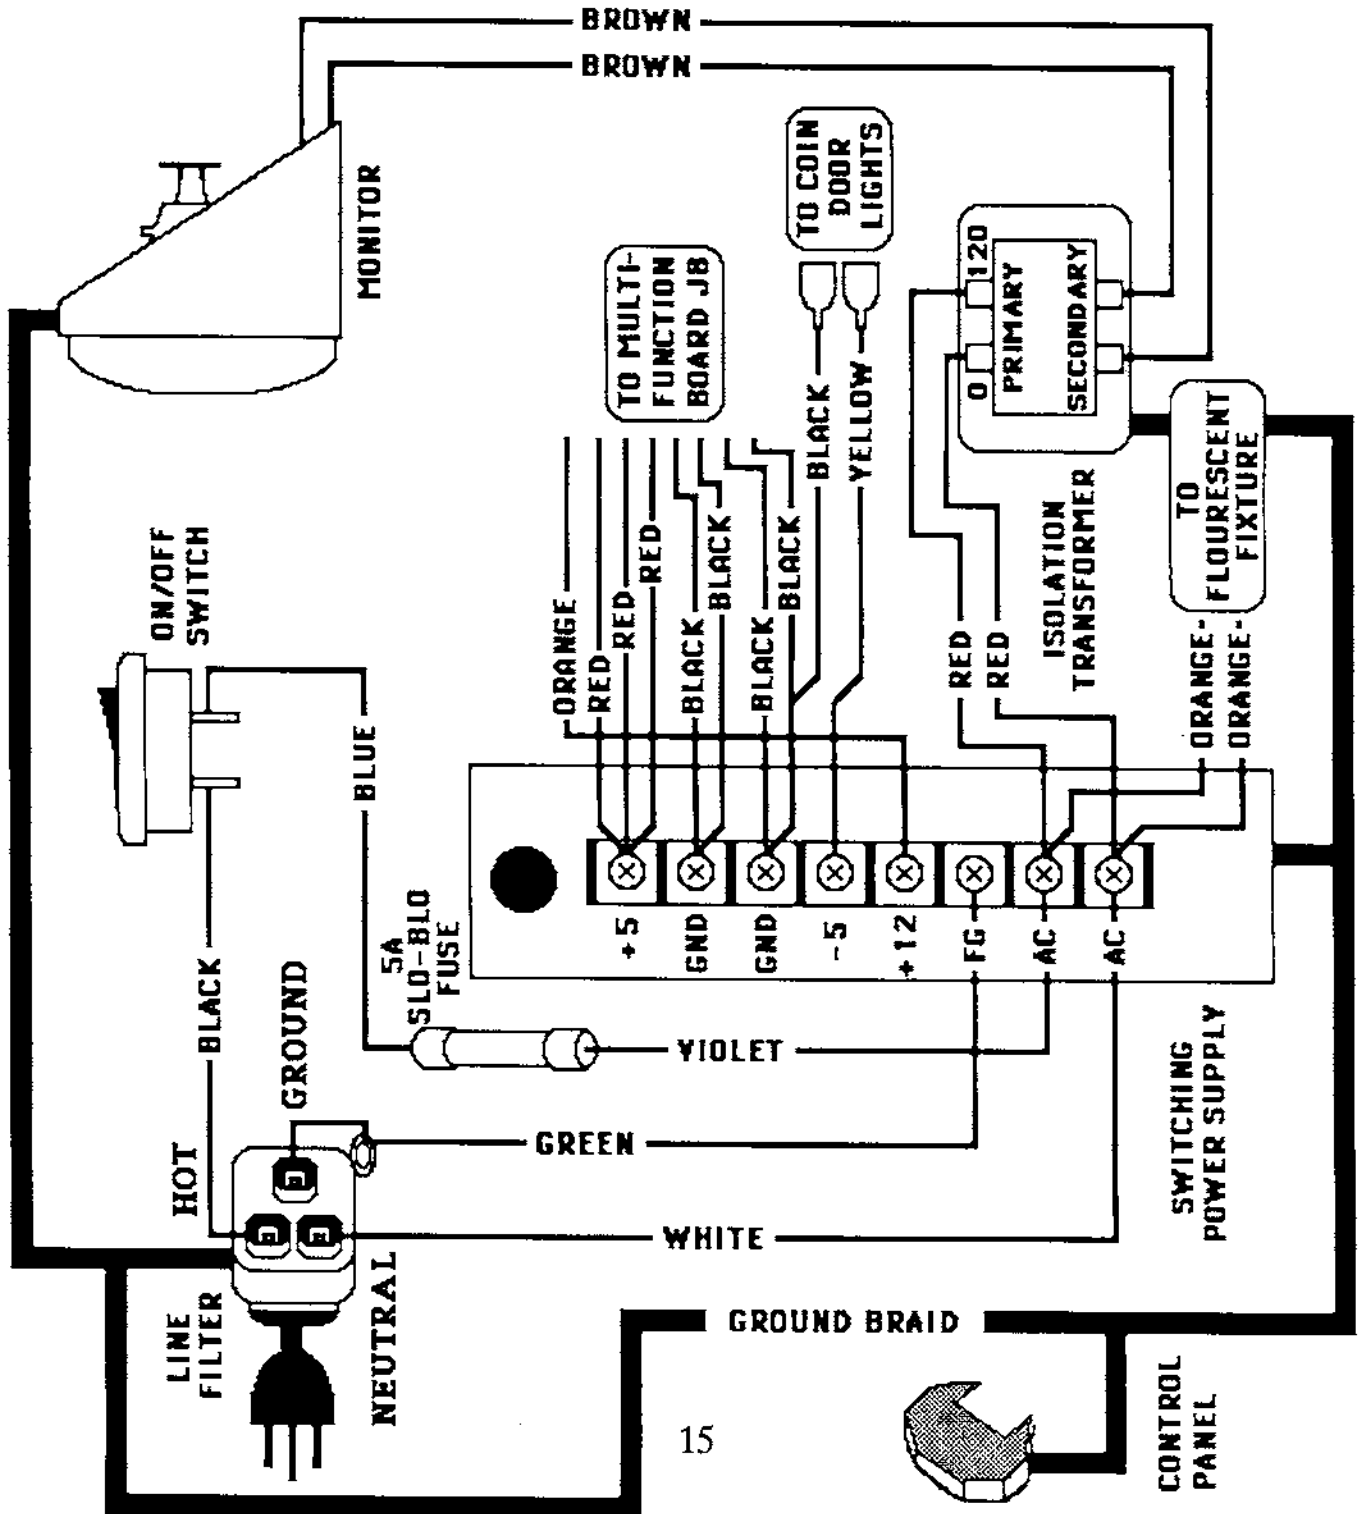 BROWN
BROWN
MONITOR
TO COIN
DOOR
LIGHTS
TO MULTI-
FUNCTION
BOARD J8
0 120
PRIMARY
SECONDARY
ISOLATION
TRANSFORMER
TO
FLOURESCENT
FIXTURE
ON/OFF
SWITCH
BLUE
BLACK
ORANGE
RED
RED
RED
BLACK
BLACK
BLACK
BLACK
BLACK
YELLOW
RED
RED
ORANGE-
ORANGE-
+5
GND
GND
-5
+12
FG
AC
AC
5A
SLO-BLO
FUSE
VIOLET
SWITCHING
POWER SUPPLY
GROUND
HOT
NEUTRAL
LINE
FILTER
GREEN
WHITE
GROUND BRAID
CONTROL
PANEL
15